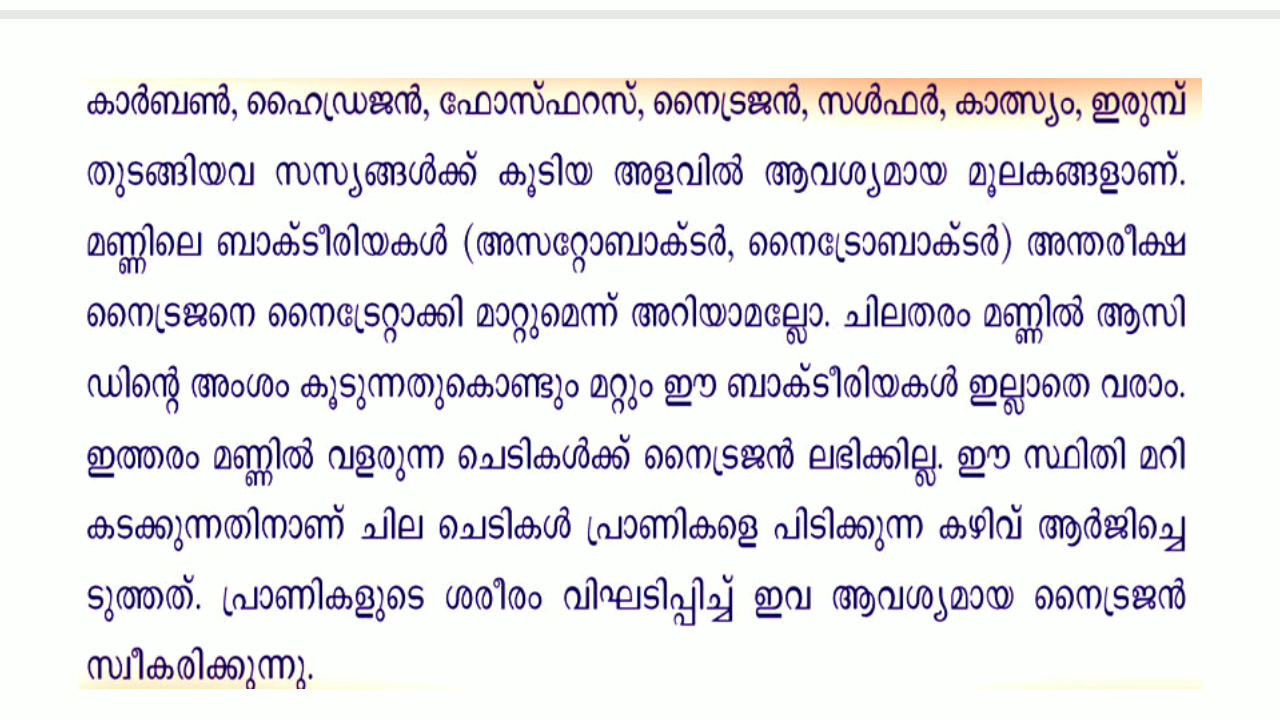 കാർബൺ, ഹൈഡ്രജൻ, ഫോസ്ഫറസ്, നൈട്രജൻ, സൾഫർ, കാത്സ്യം, ഇരുമ്പ്
തുടങ്ങിയവ സസ്യങ്ങൾക്ക് കൂടിയ അളവിൽ ആവശ്യമായ മൂലകങ്ങളാണ്.
മണ്ണിലെ ബാക്ടീരിയകൾ (അസറ്റോബാക്ടർ, നൈട്രോബാക്ടർ) അന്തരീക്ഷ
നൈട്രജനെ നൈട്രേറ്റാക്കി മാറ്റുമെന്ന് അറിയാമല്ലോ. ചിലതരം മണ്ണിൽ ആസി
ഡിന്റെ അംശം കൂടുന്നതുകൊണ്ടും മറ്റും ഈ ബാക്ടീരിയകൾ ഇല്ലാതെ വരാം.
ഇത്തരം മണ്ണിൽ വളരുന്ന ചെടികൾക്ക് നൈട്രജൻ ലഭിക്കില്ല. ഈ സ്ഥിതി മറി
കടക്കുന്നതിനാണ് ചില ചെടികൾ പ്രാണികളെ പിടിക്കുന്ന കഴിവ് ആർജിച്ചെ
ടുത്തത്. പ്രാണികളുടെ ശരീരം വിഘടിപ്പിച്ച് ഇവ ആവശ്യമായ നൈട്രജൻ
സ്വീകരിക്കുന്നു.